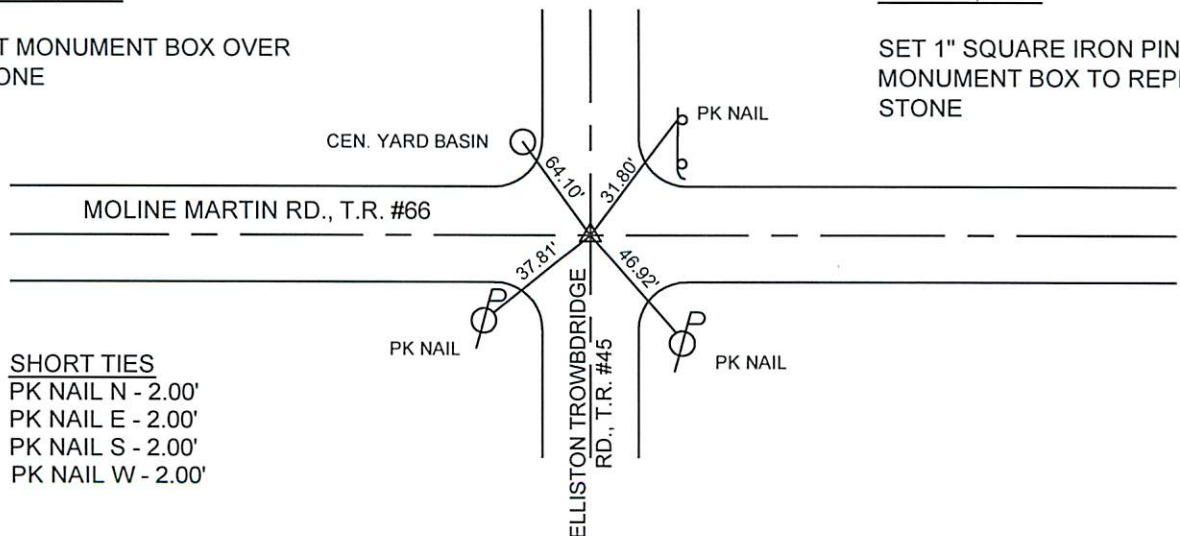 T MONUMENT BOX OVER
ONE
SET 1" SQUARE IRON PIN
MONUMENT BOX TO REPL
STONE
PK NAIL
CEN. YARD BASIN
64.10'
31.80'
MOLINE MARTIN RD., T.R. #66
37.81'
46.92'
PK NAIL
PK NAIL
ELLISTON TROWBDRIDGE
RD., T.R. #45
SHORT TIES
PK NAIL N - 2.00'
PK NAIL E - 2.00'
PK NAIL S - 2.00'
PK NAIL W - 2.00'